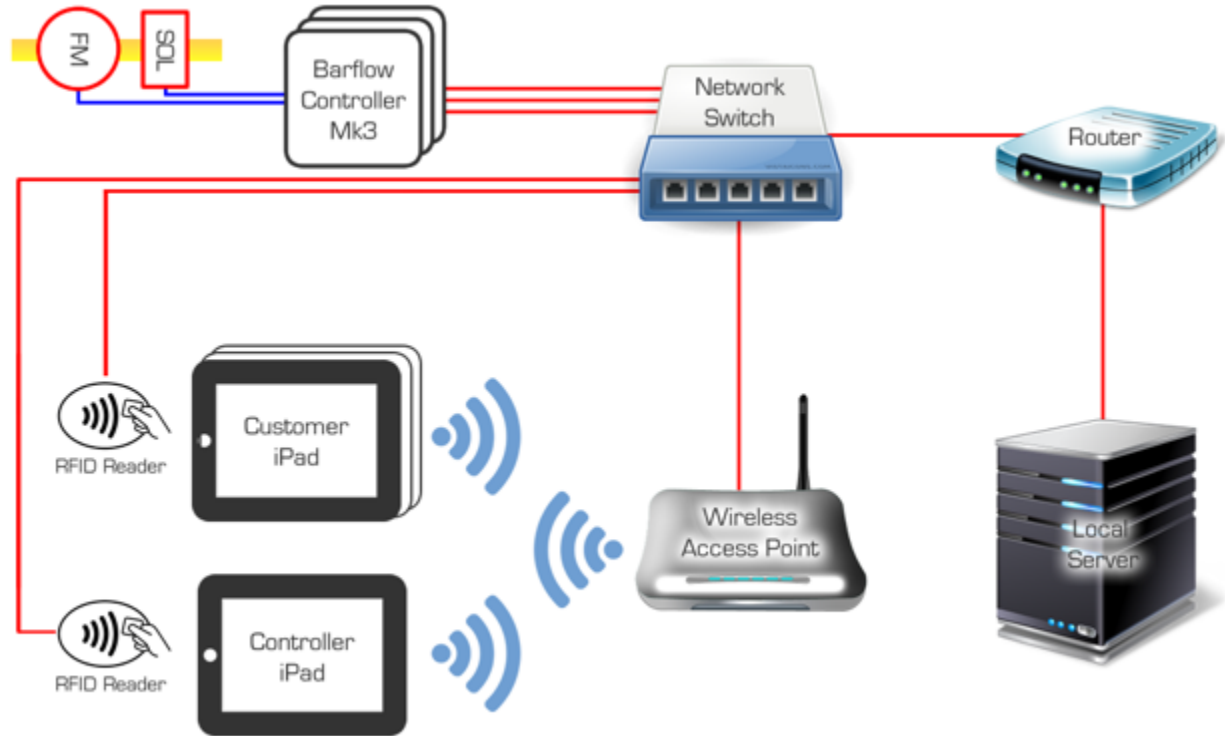 FM
SOL
Barflow
Controller
Mk3
Network
Switch
Router
RFID Reader
Customer
iPad
Wireless
Access Point
Local
Server
RFID Reader
Controller
iPad